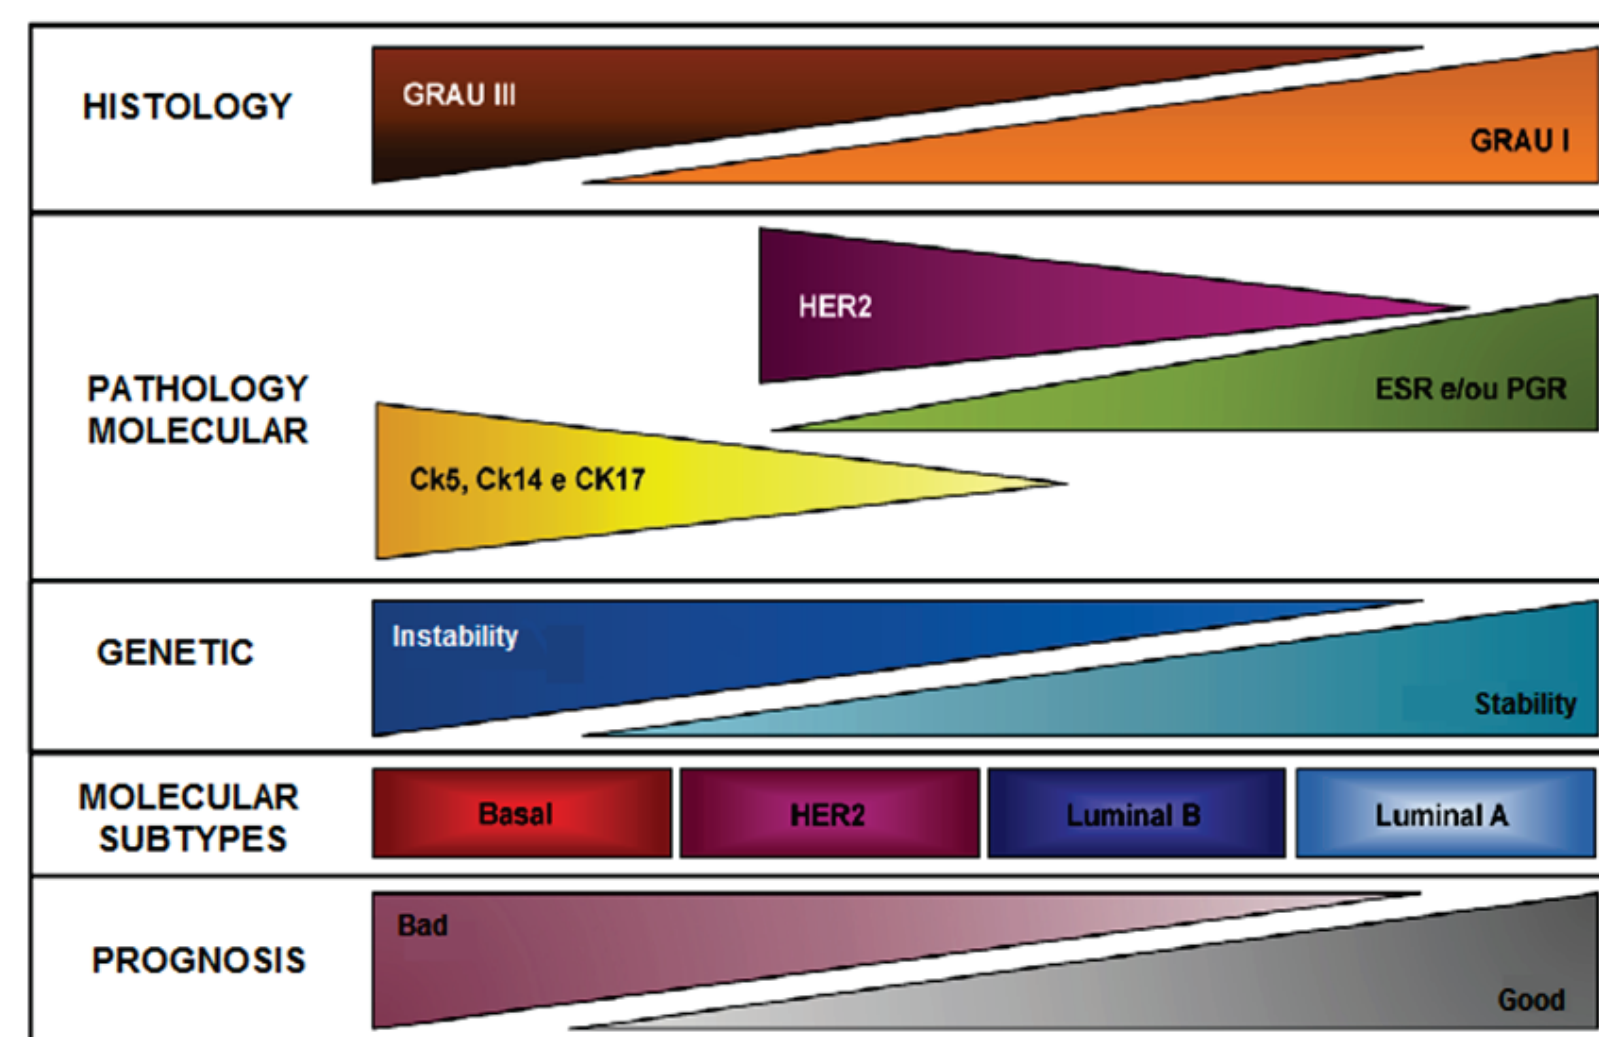 HISTOLOGY
GRAU III
GRAU I
PATHOLOGY
MOLECULAR
HER2
ESR e/ou PGR
Ck5, Ck14 e CK17
GENETIC
Instability
Stability
MOLECULAR
SUBTYPES
Basal
HER2
Luminal B
Luminal A
PROGNOSIS
Bad
Good